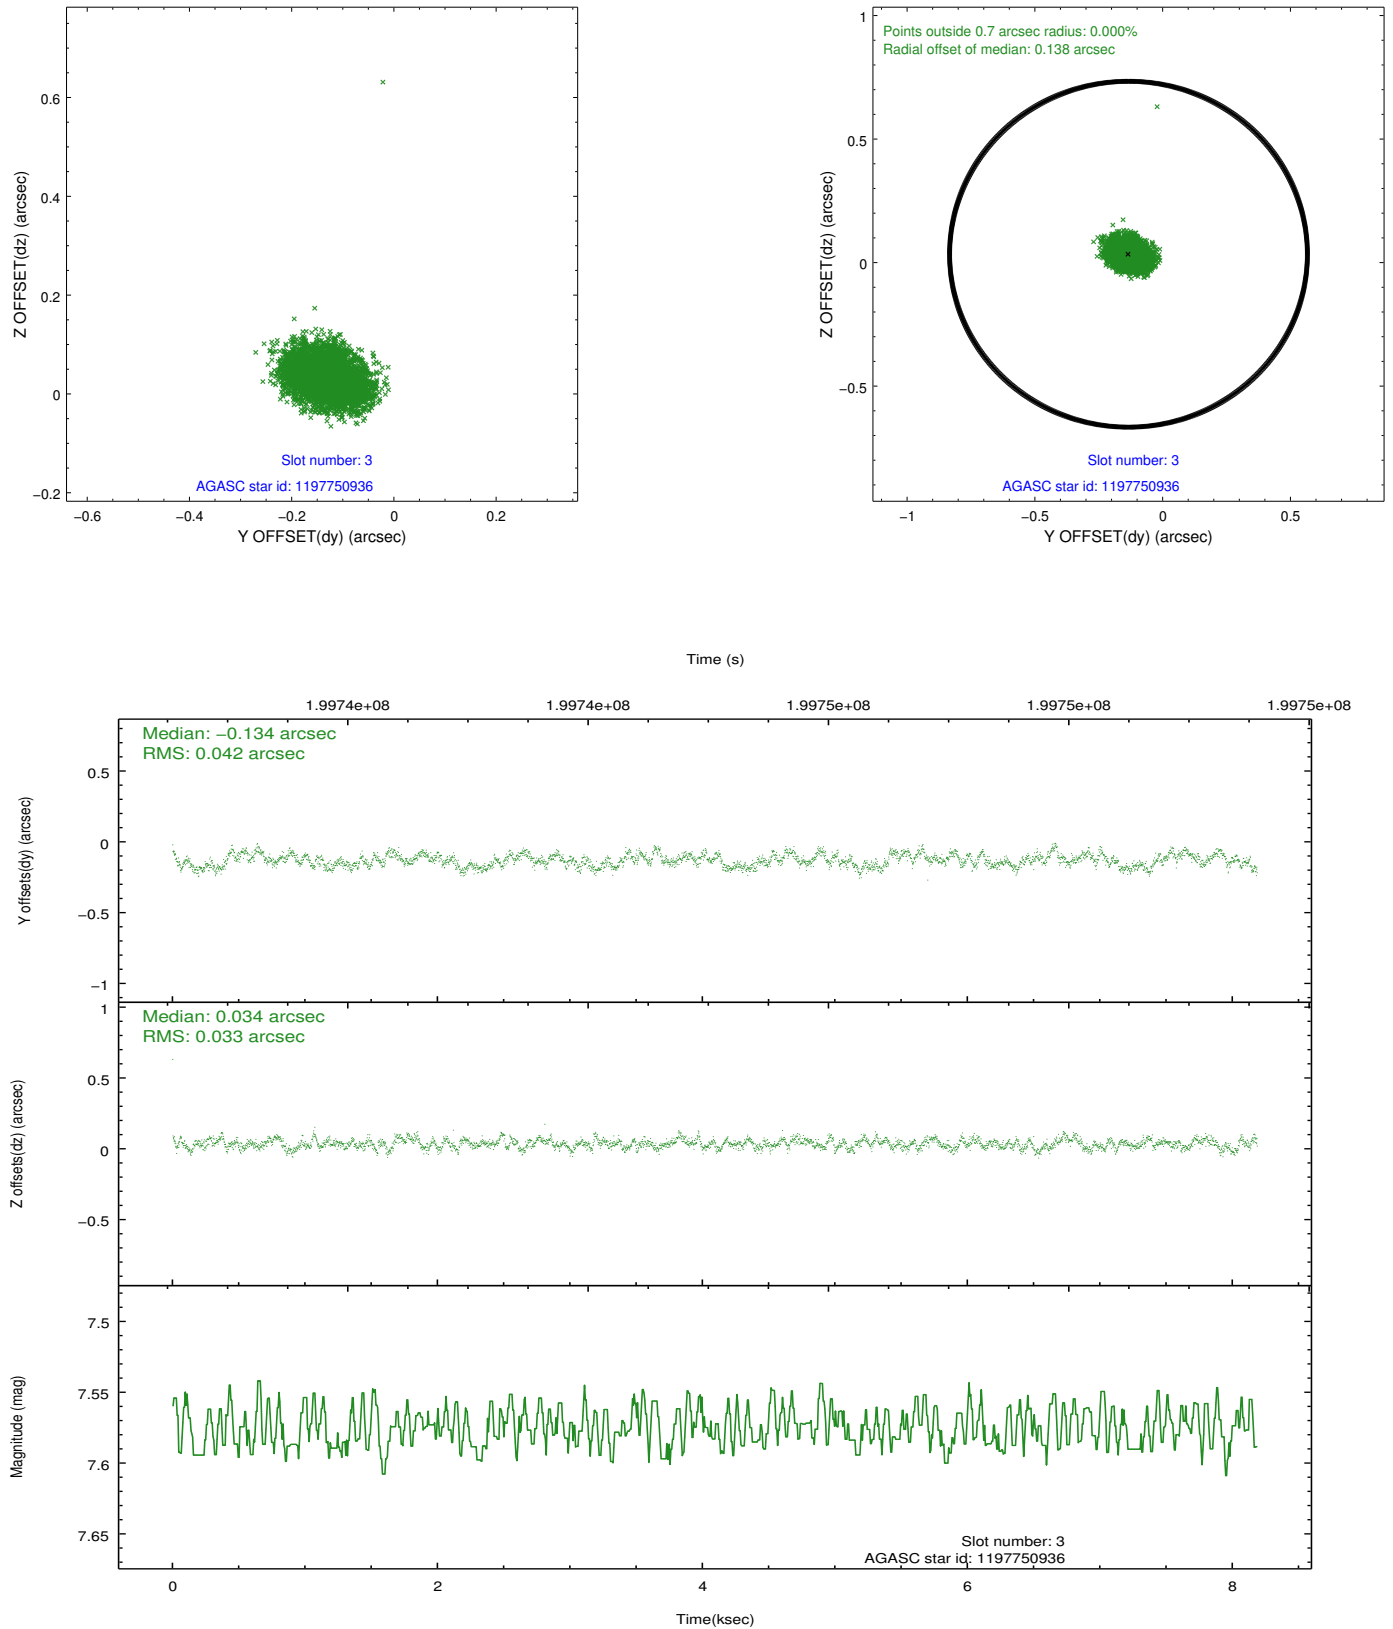 0.6
0.4
0.2
0
−0.2
−0.6
−0.4
−0.2
0
0.2
Z OFFSET(dz) (arcsec)
Y OFFSET(dy) (arcsec)
Slot number: 3
AGASC star id: 1197750936
Points outside 0.7 arcsec radius: 0.000%
Radial offset of median: 0.138 arcsec
1
0.5
0
−0.5
−1
−0.5
0
0.5
Z OFFSET(dz) (arcsec)
Y OFFSET(dy) (arcsec)
Slot number: 3
AGASC star id: 1197750936
Time (s)
1.9974e+08
1.9974e+08
1.9975e+08
1.9975e+08
1.9975e+08
Median: −0.134 arcsec
RMS: 0.042 arcsec
0.5
0
−0.5
−1
Y offsets(dy) (arcsec)
Median: 0.034 arcsec
RMS: 0.033 arcsec
1
0.5
0
−0.5
Z offsets(dz) (arcsec)
7.5
7.55
7.6
7.65
Magnitude (mag)
Slot number: 3
AGASC star id: 1197750936
0
2
4
6
8
Time(ksec)